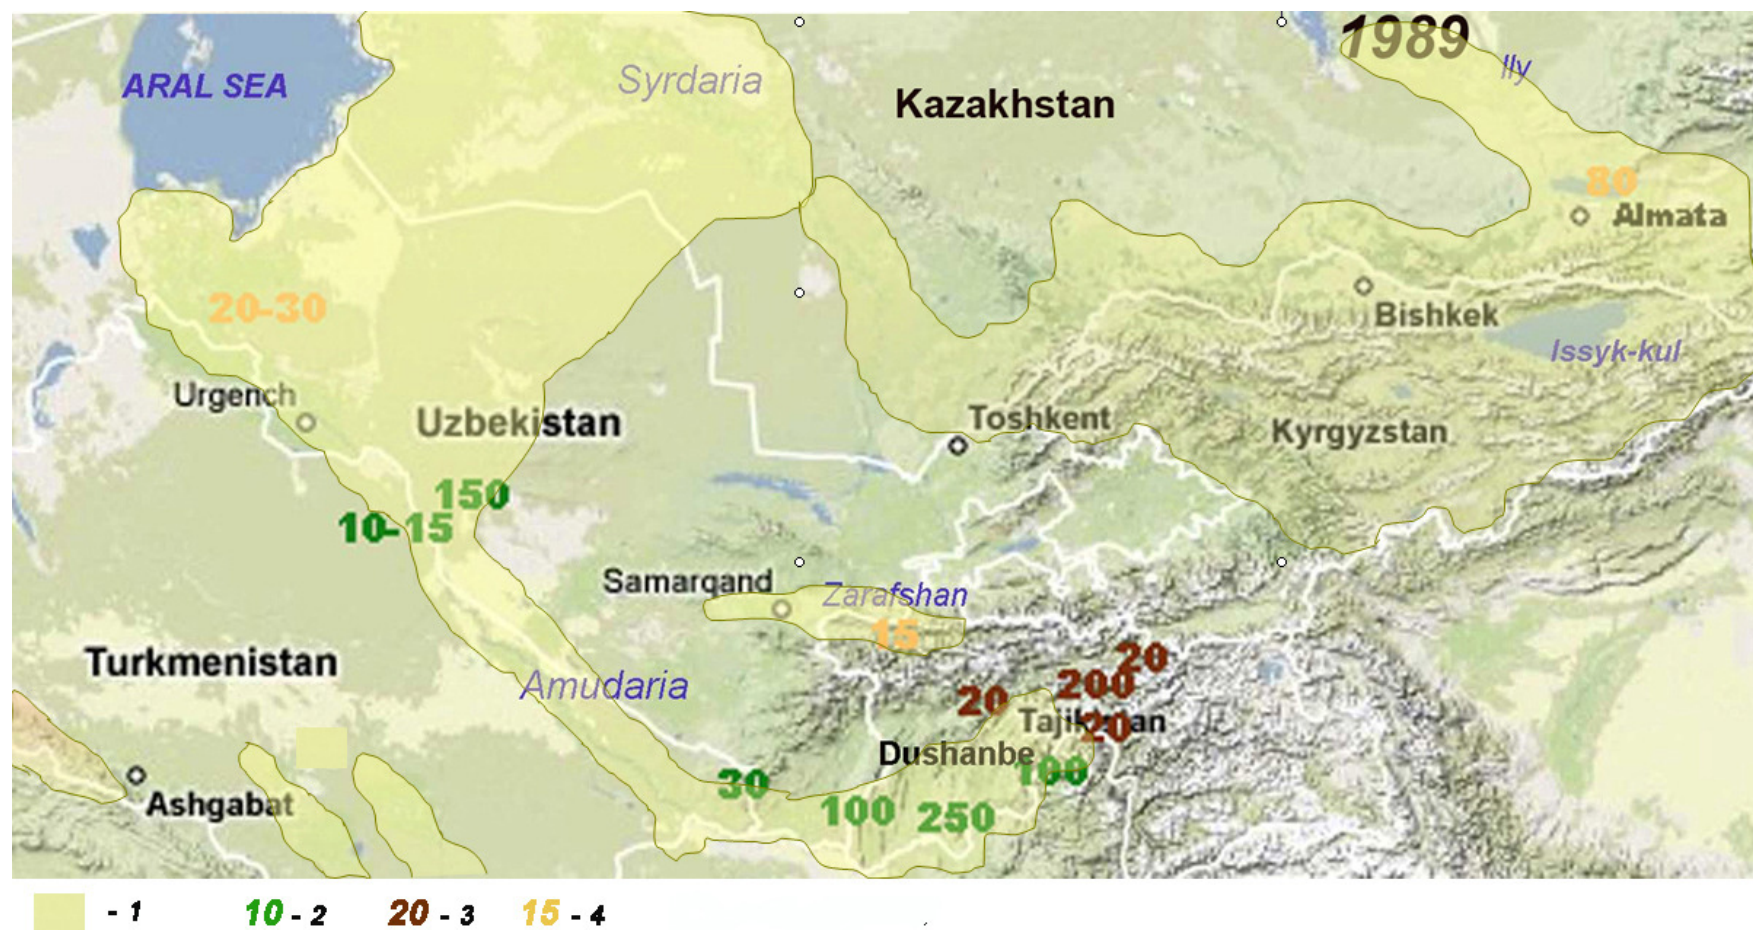 1989
Ily
ARAL SEA
Syrdaria
Kazakhstan
80
Almata
20-30
Bishkek
Issyk-kul
Urgench
Uzbekistan
Toshkent
Kyrgyzstan
150
10-15
Samarqand
Zarafshan
15
Turkmenistan
20
200
Amudaria
20
20
Dushanbe
100
30
Ashgabat
100
250
- 1
10 - 2
20 - 3
15 - 4